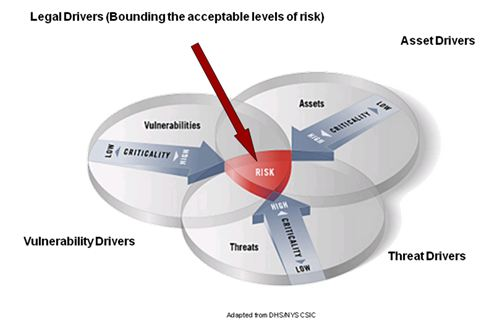 Legal Drivers (Bounding the acceptable levels of risk)
Asset Drivers
Assets
LOW
CRITICALITY
HIGH
Vulnerabilities
LOW
CRITICALITY
HIGH
RISK
HIGH
CRITICALITY
LOW
Threats
Vulnerability Drivers
Threat Drivers
Adapted from DHS/NYS CSIC